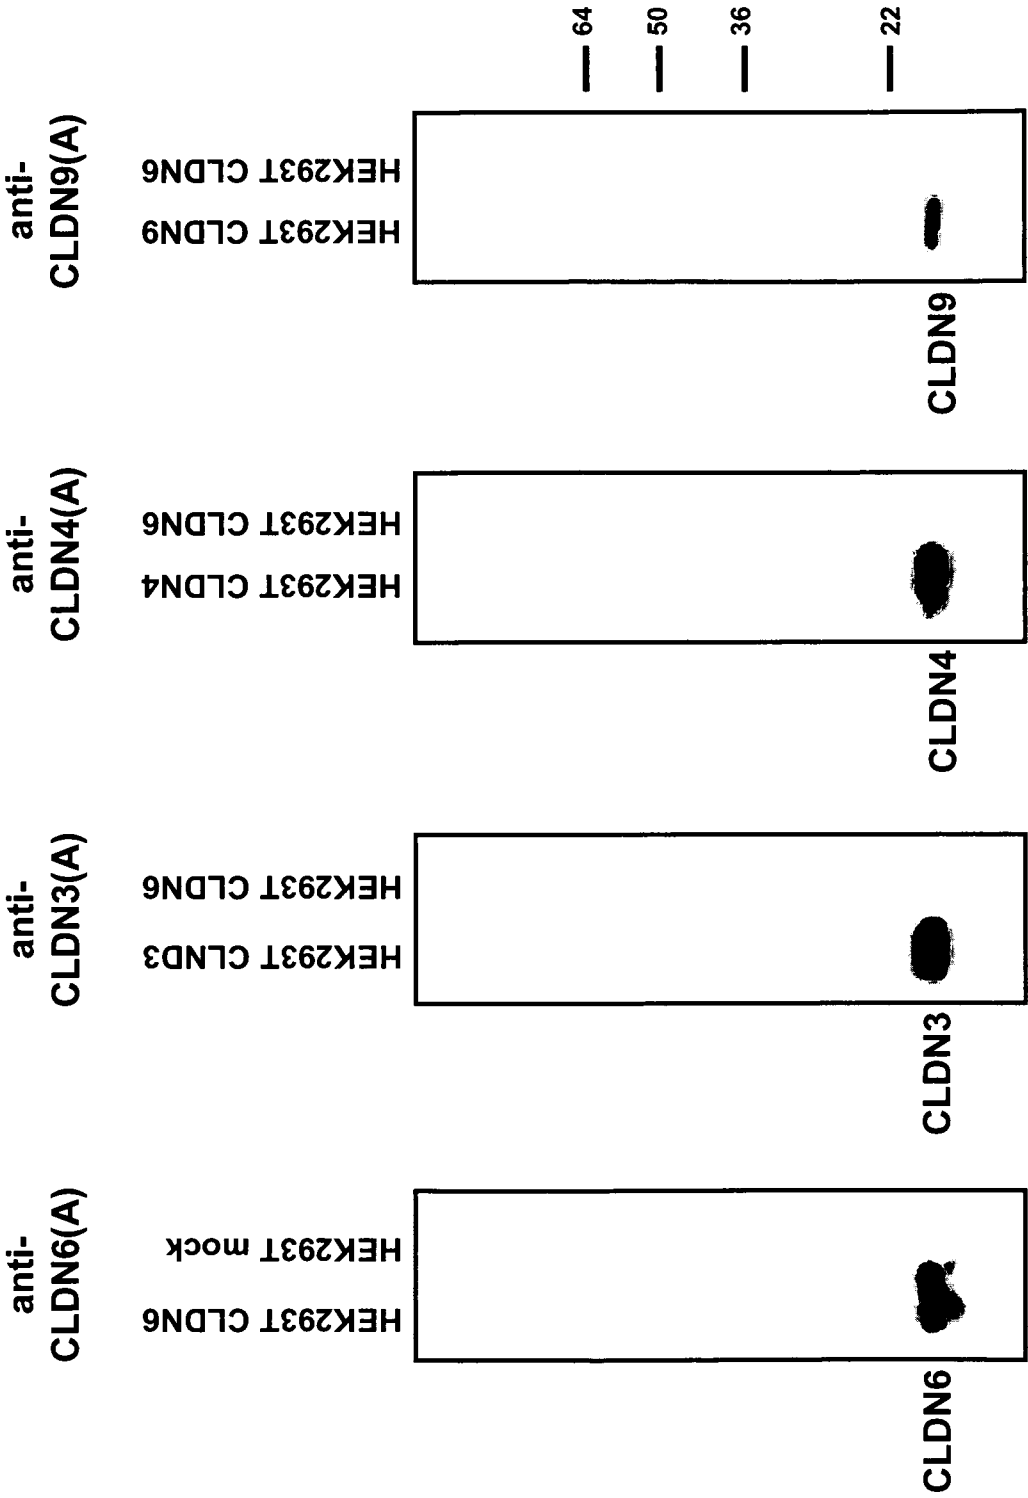 anti-
CLDN6(A)
HEK293T CLDN6
HEK293T mock
CLDN6
anti-
CLDN3(A)
HEK293T CLND3
HEK293T CLDN6
CLDN3
anti-
CLDN4(A)
HEK293T CLDN4
HEK293T CLDN6
CLDN4
anti-
CLDN9(A)
HEK293T CLDN9
HEK293T CLDN6
CLDN9
64
50
36
22